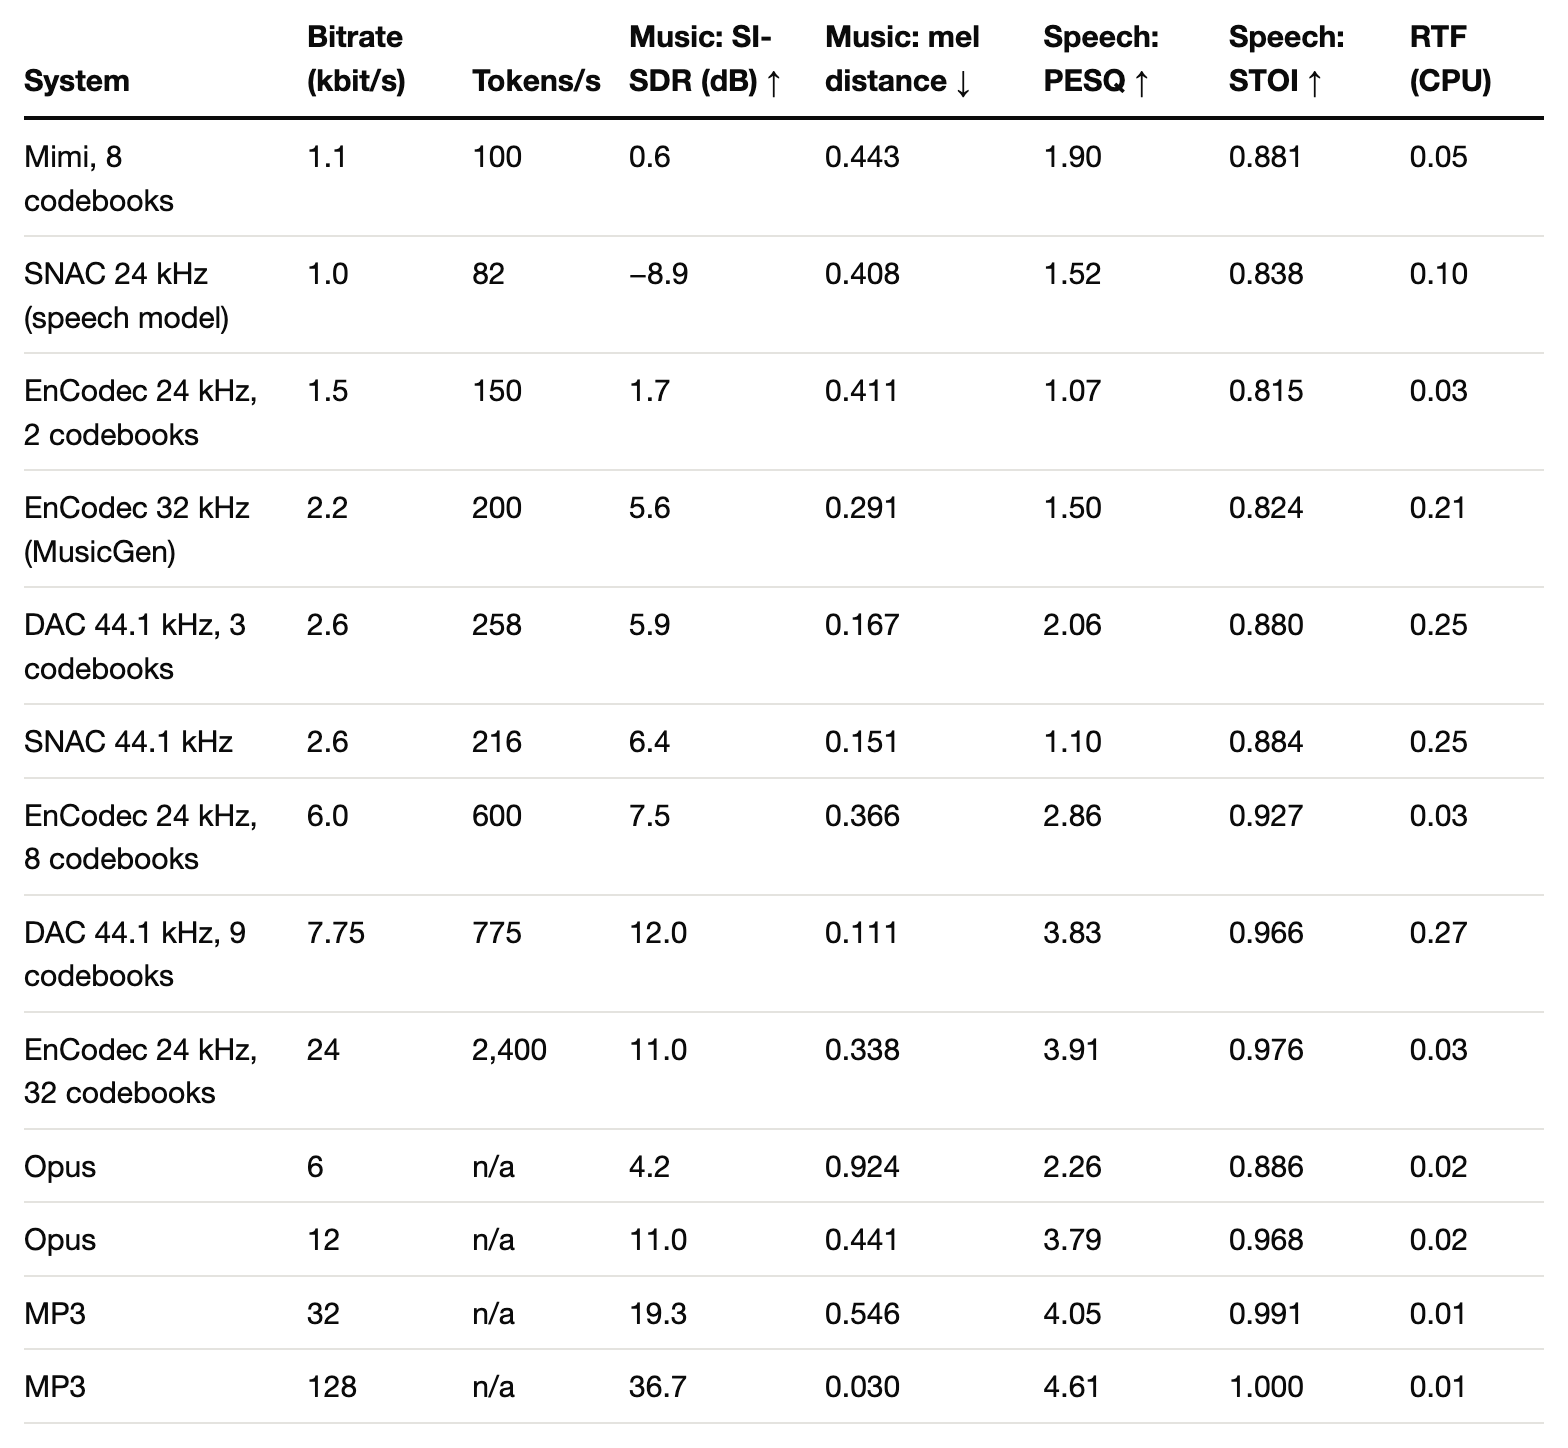 System Bitrate (kbit/s) Tokens/s Music: SI-SDR (dB) ↑ Music: mel distance ↓ Speech: PESQ ↑ Speech: STOI ↑ RTF (CPU)
Mimi, 8 codebooks 1.1 100 0.6 0.443 1.90 0.881 0.05
SNAC 24 kHz (speech model) 1.0 82 −8.9 0.408 1.52 0.838 0.10
EnCodec 24 kHz, 2 codebooks 1.5 150 1.7 0.411 1.07 0.815 0.03
EnCodec 32 kHz (MusicGen) 2.2 200 5.6 0.291 1.50 0.824 0.21
DAC 44.1 kHz, 3 codebooks 2.6 258 5.9 0.167 2.06 0.880 0.25
SNAC 44.1 kHz 2.6 216 6.4 0.151 1.10 0.884 0.25
EnCodec 24 kHz, 8 codebooks 6.0 600 7.5 0.366 2.86 0.927 0.03
DAC 44.1 kHz, 9 codebooks 7.75 775 12.0 0.111 3.83 0.966 0.27
EnCodec 24 kHz, 32 codebooks 24 2,400 11.0 0.338 3.91 0.976 0.03
Opus 6 n/a 4.2 0.924 2.26 0.886 0.02
Opus 12 n/a 11.0 0.441 3.79 0.968 0.02
MP3 32 n/a 19.3 0.546 4.05 0.991 0.01
MP3 128 n/a 36.7 0.030 4.61 1.000 0.01